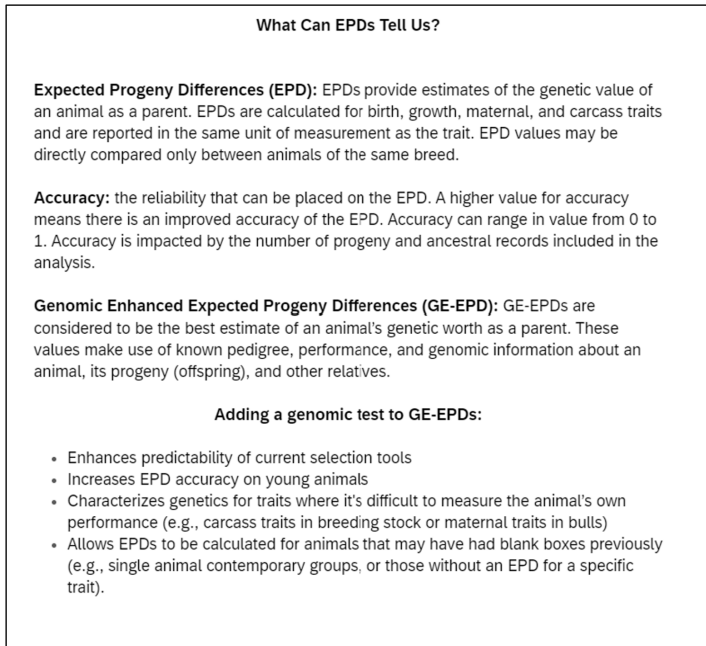 What Can EPDs Tell Us?
Expected Progeny Differences (EPD): EPDs provide estimates of the genetic value of
an animal as a parent. EPDs are calculated for birth, growth, maternal, and carcass traits
and are reported in the same unit of measurement as the trait. EPD values may be
directly compared only between animals of the same breed.
Accuracy: the reliability that can be placed on the EPD. A higher value for accuracy
means there is an improved accuracy of the EPD. Accuracy can range in value from 0 to
1. Accuracy is impacted by the number of progeny and ancestral records included in the
analysis.
Genomic Enhanced Expected Progeny Differences (GE-EPD): GE-EPDs are
considered to be the best estimate of an animal's genetic worth as a parent. These
values make use of known pedigree, performance, and genomic information about an
animal, its progeny (offspring), and other relatives.
Adding a genomic test to GE-EPDs:
• Enhances predictability of current selection tools
• Increases EPD accuracy on young animals
• Characterizes genetics for traits where it's difficult to measure the animal's own
performance (e.g., carcass traits in breeding stock or maternal traits in bulls)
• Allows EPDs to be calculated for animals that may have had blank boxes previously
(e.g., single animal contemporary groups, or those without an EPD for a specific
trait).